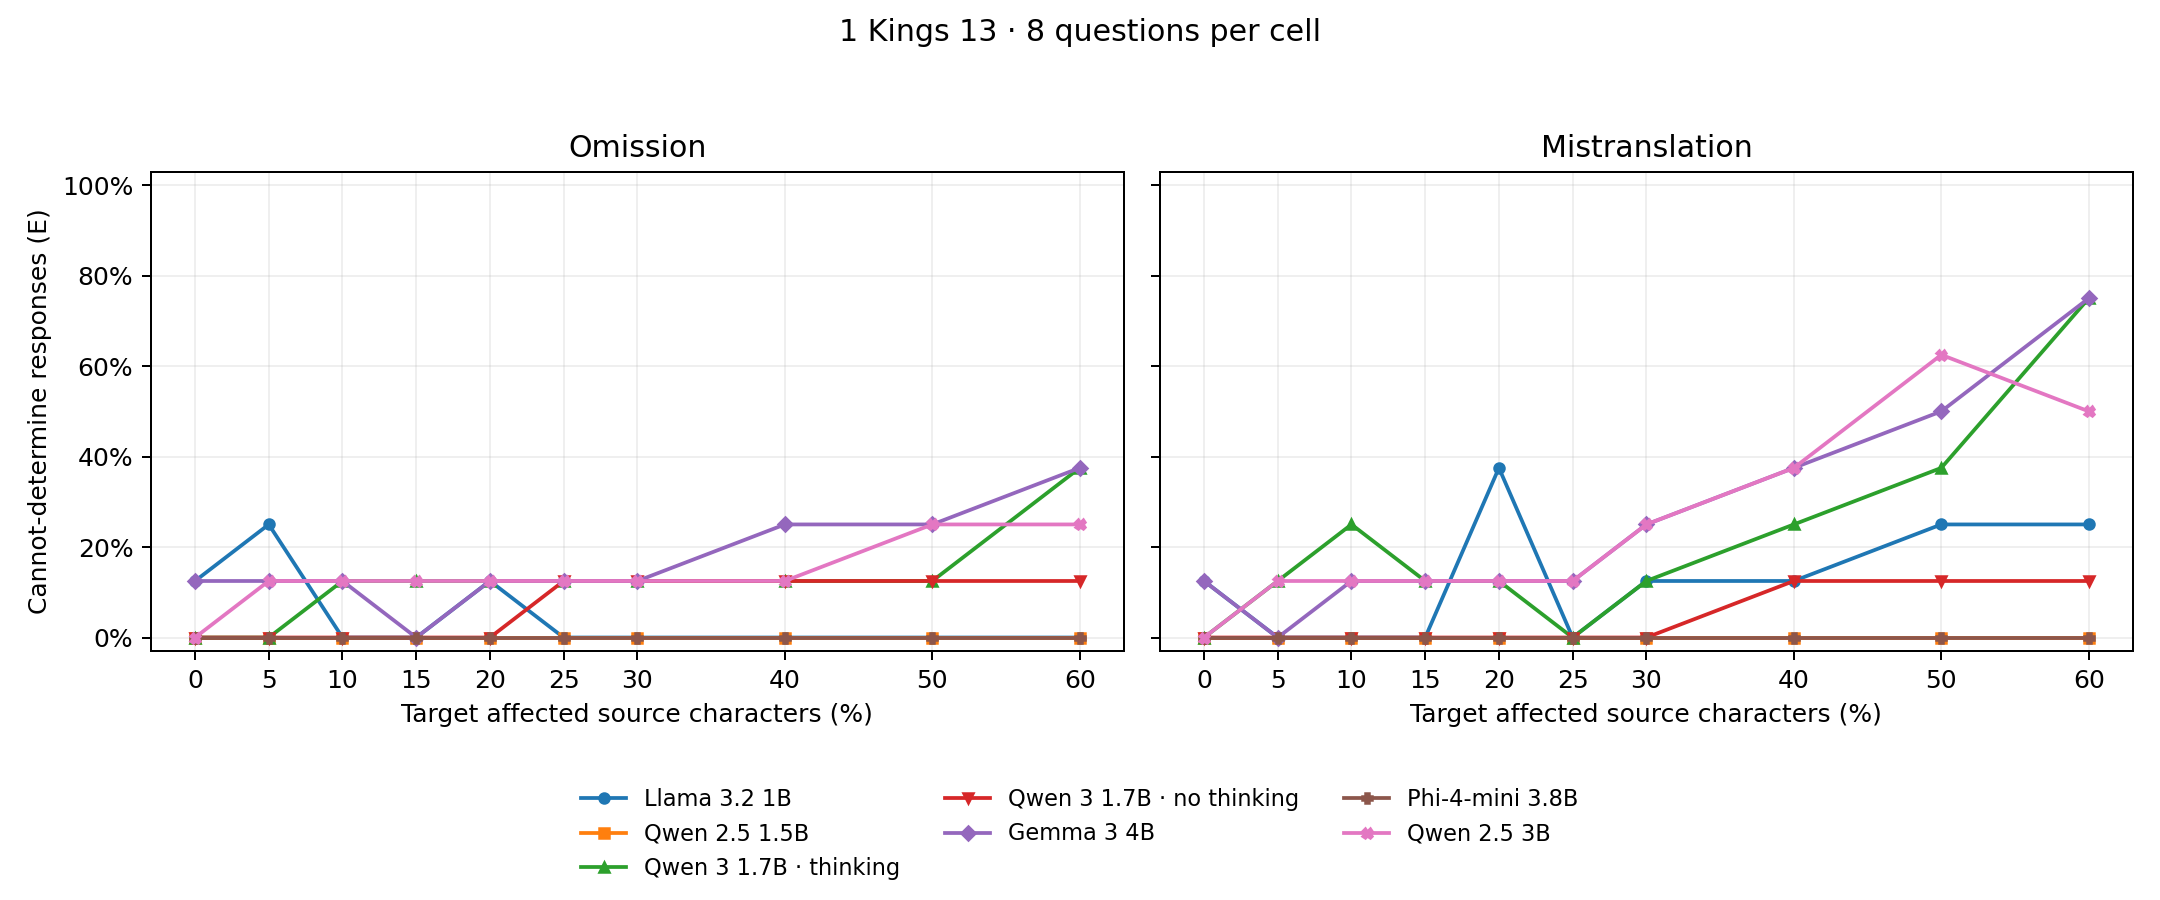 1 Kings 13 · 8 questions per cell
Omission
Mistranslation
Cannot-determine responses (E)
100%
80%
60%
40%
20%
0%
0 5 10 15 20 25 30 40 50 60
0 5 10 15 20 25 30 40 50 60
Target affected source characters (%)
Target affected source characters (%)
Llama 3.2 1B
Qwen 2.5 1.5B
Qwen 3 1.7B · thinking
Qwen 3 1.7B · no thinking
Gemma 3 4B
Phi-4-mini 3.8B
Qwen 2.5 3B